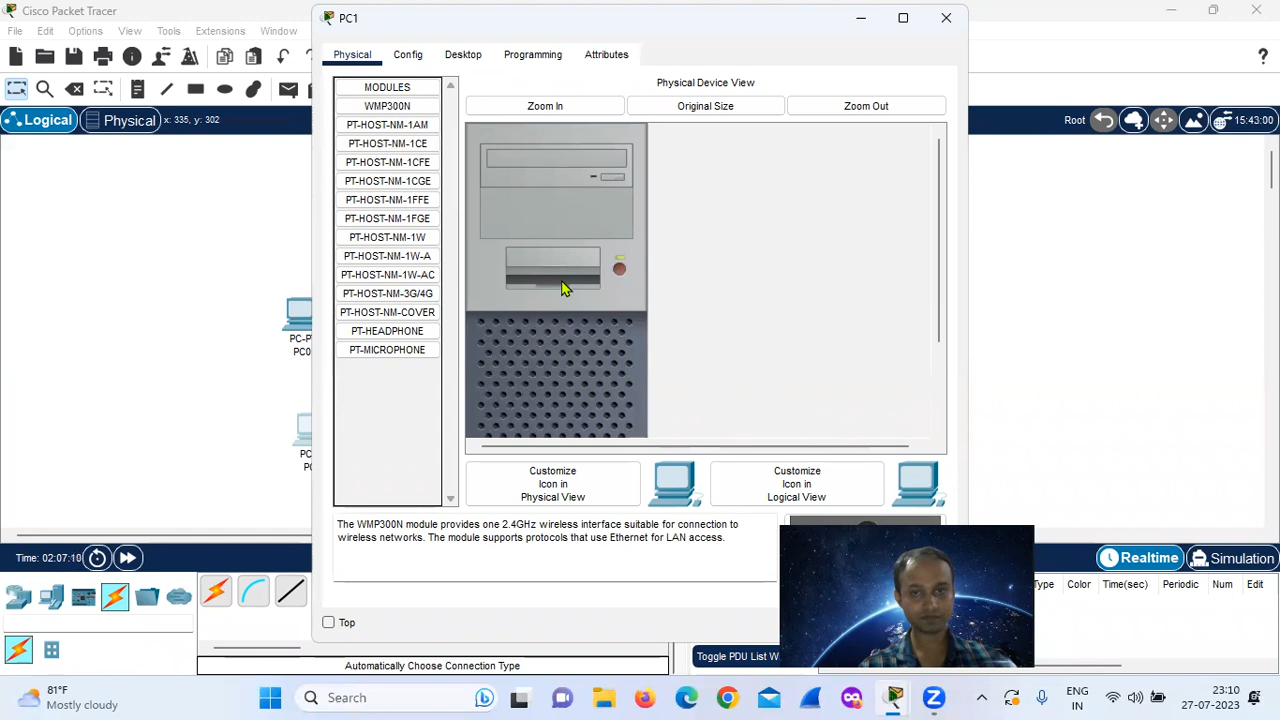 Cisco Packet Tracer
PC1
File Edit Options View Tools Extensions Window
Physical Config Desktop Programming Attributes
MODULES
WMP300N
PT-HOST-NM-1AM
PT-HOST-NM-1CE
PT-HOST-NM-1CFE
PT-HOST-NM-1CGE
PT-HOST-NM-1FFE
PT-HOST-NM-1FGE
PT-HOST-NM-1W
PT-HOST-NM-1W-A
PT-HOST-NM-1W-AC
PT-HOST-NM-3G/4G
PT-HOST-NM-COVER
PT-HEADPHONE
PT-MICROPHONE
Physical Device View
Zoom In Original Size Zoom Out
Logical Physical x: 335, y: 302
Root 15:43:00
PC-P
PC0
Customize
Icon in
Physical View
Customize
Icon in
Logical View
The WMP300N module provides one 2.4GHz wireless interface suitable for connection to
wireless networks. The module supports protocols that use Ethernet for LAN access.
Top
Time: 02:07:10
Realtime Simulation
Type Color Time(sec) Periodic Num Edit
Automatically Choose Connection Type
Toggle PDU List W
81°F
Mostly cloudy
Search
ENG
IN
23:10
27-07-2023